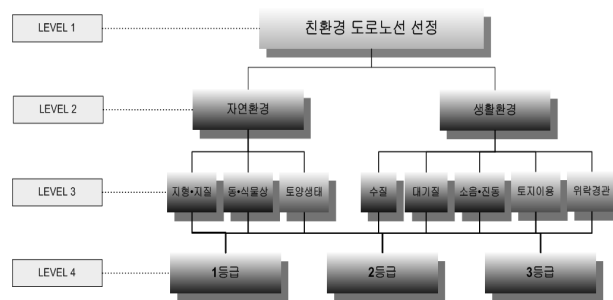 LEVEL 1
친환경 도로노선 선정
LEVEL 2
자연환경
생활환경
LEVEL 3
지형•지질
동•식물상
토양생태
수질
대기질
소음•진동
토지이용
위락경관
LEVEL 4
1등급
2등급
3등급